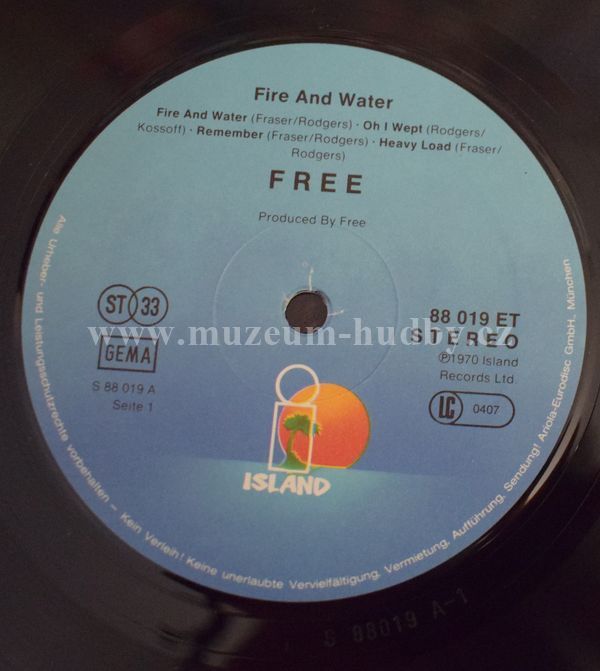 Fire And Water
Fire And Water (Fraser/Rodgers) · Oh I Wept (Rodgers/
Kossoff) · Remember (Fraser/Rodgers) · Heavy Load (Fraser/
Rodgers)
FREE
Produced By Free
ST 33
GEMA
S 88 019 A
Seite 1
88 019 ET
STEREO
℗1970 Island
Records Ltd.
LC 0407
www.muzeum-hudby.cz
i
ISLAND
Alle Urheber- und Leistungsschutzrechte vorbehalten – Kein Verleih! Keine unerlaubte Vervielfältigung, Vermietung, Aufführung, Sendung! Ariola-Eurodisc GmbH, München
S 88019 A-1